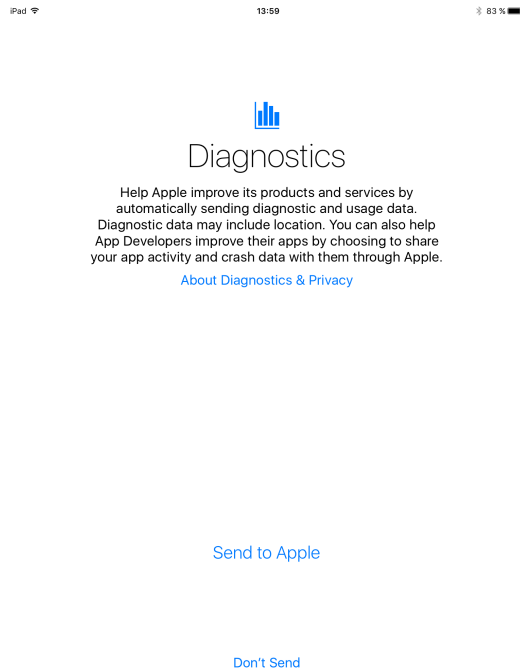 iPad 13:59 83 %
Diagnostics
Help Apple improve its products and services by
automatically sending diagnostic and usage data.
Diagnostic data may include location. You can also help
App Developers improve their apps by choosing to share
your app activity and crash data with them through Apple.
About Diagnostics & Privacy
Send to Apple
Don’t Send